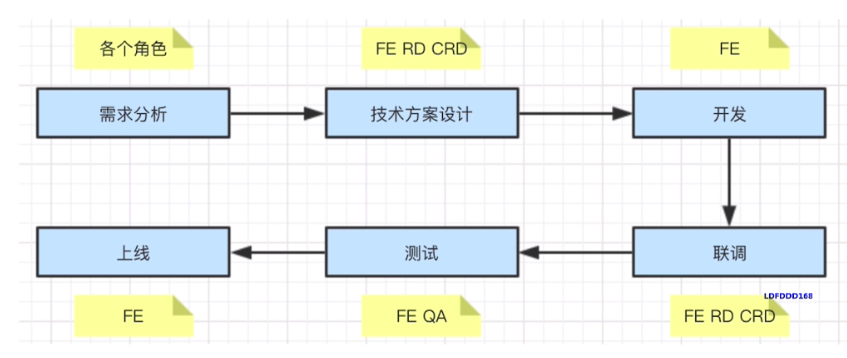 各个角色
FE RD CRD
FE
需求分析
技术方案设计
开发
上线
测试
联调
LDFDDD168
FE
FE QA
FE RD CRD